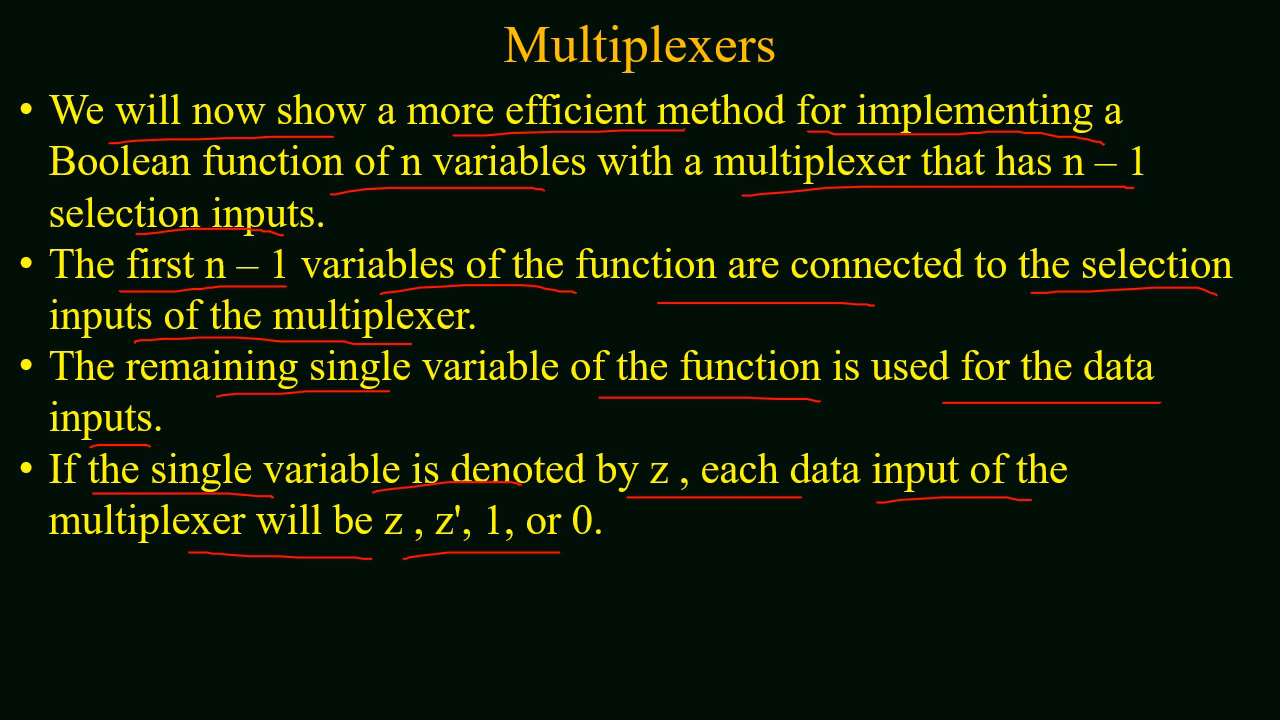 Multiplexers
• We will now show a more efficient method for implementing a
Boolean function of n variables with a multiplexer that has n – 1
selection inputs.
• The first n – 1 variables of the function are connected to the selection
inputs of the multiplexer.
• The remaining single variable of the function is used for the data
inputs.
• If the single variable is denoted by z , each data input of the
multiplexer will be z , z', 1, or 0.